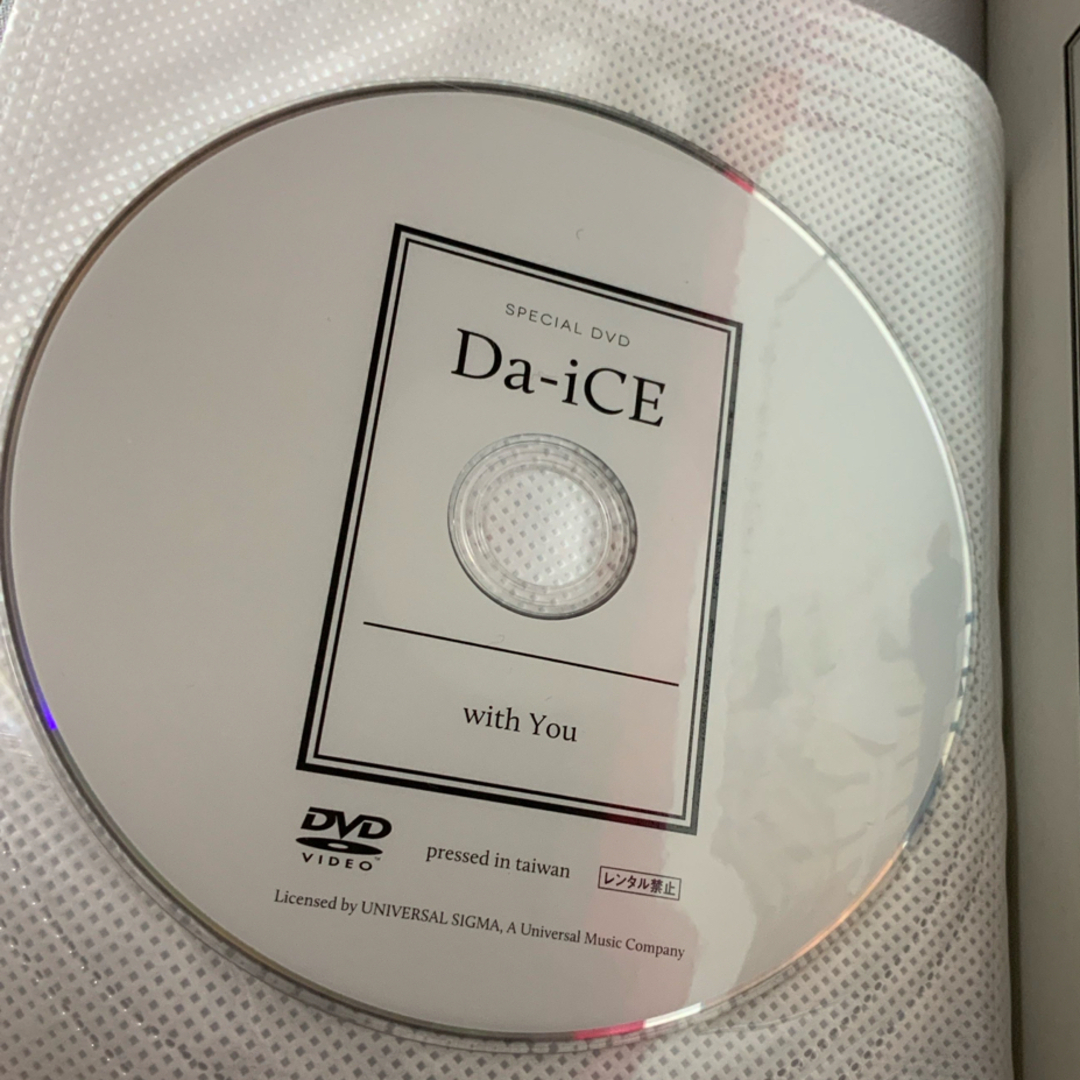 SPECIAL DVD
Da-iCE
with You
DVD
VIDEO™
pressed in taiwan
レンタル禁止
Licensed by UNIVERSAL SIGMA, A Universal Music Company